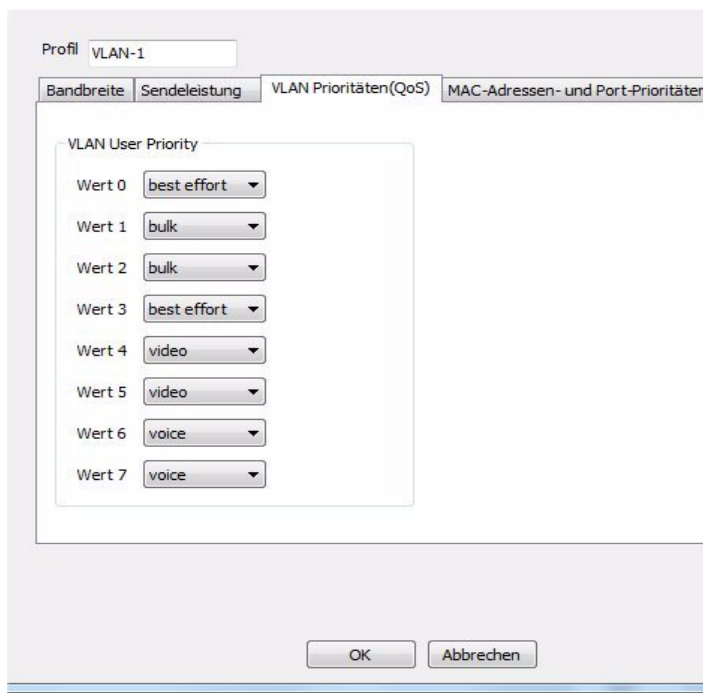 Profil VLAN-1
Bandbreite Sendeleistung VLAN Prioritäten(QoS) MAC-Adressen- und Port-Prioritäten
VLAN User Priority
Wert 0 best effort
Wert 1 bulk
Wert 2 bulk
Wert 3 best effort
Wert 4 video
Wert 5 video
Wert 6 voice
Wert 7 voice
OK Abbrechen